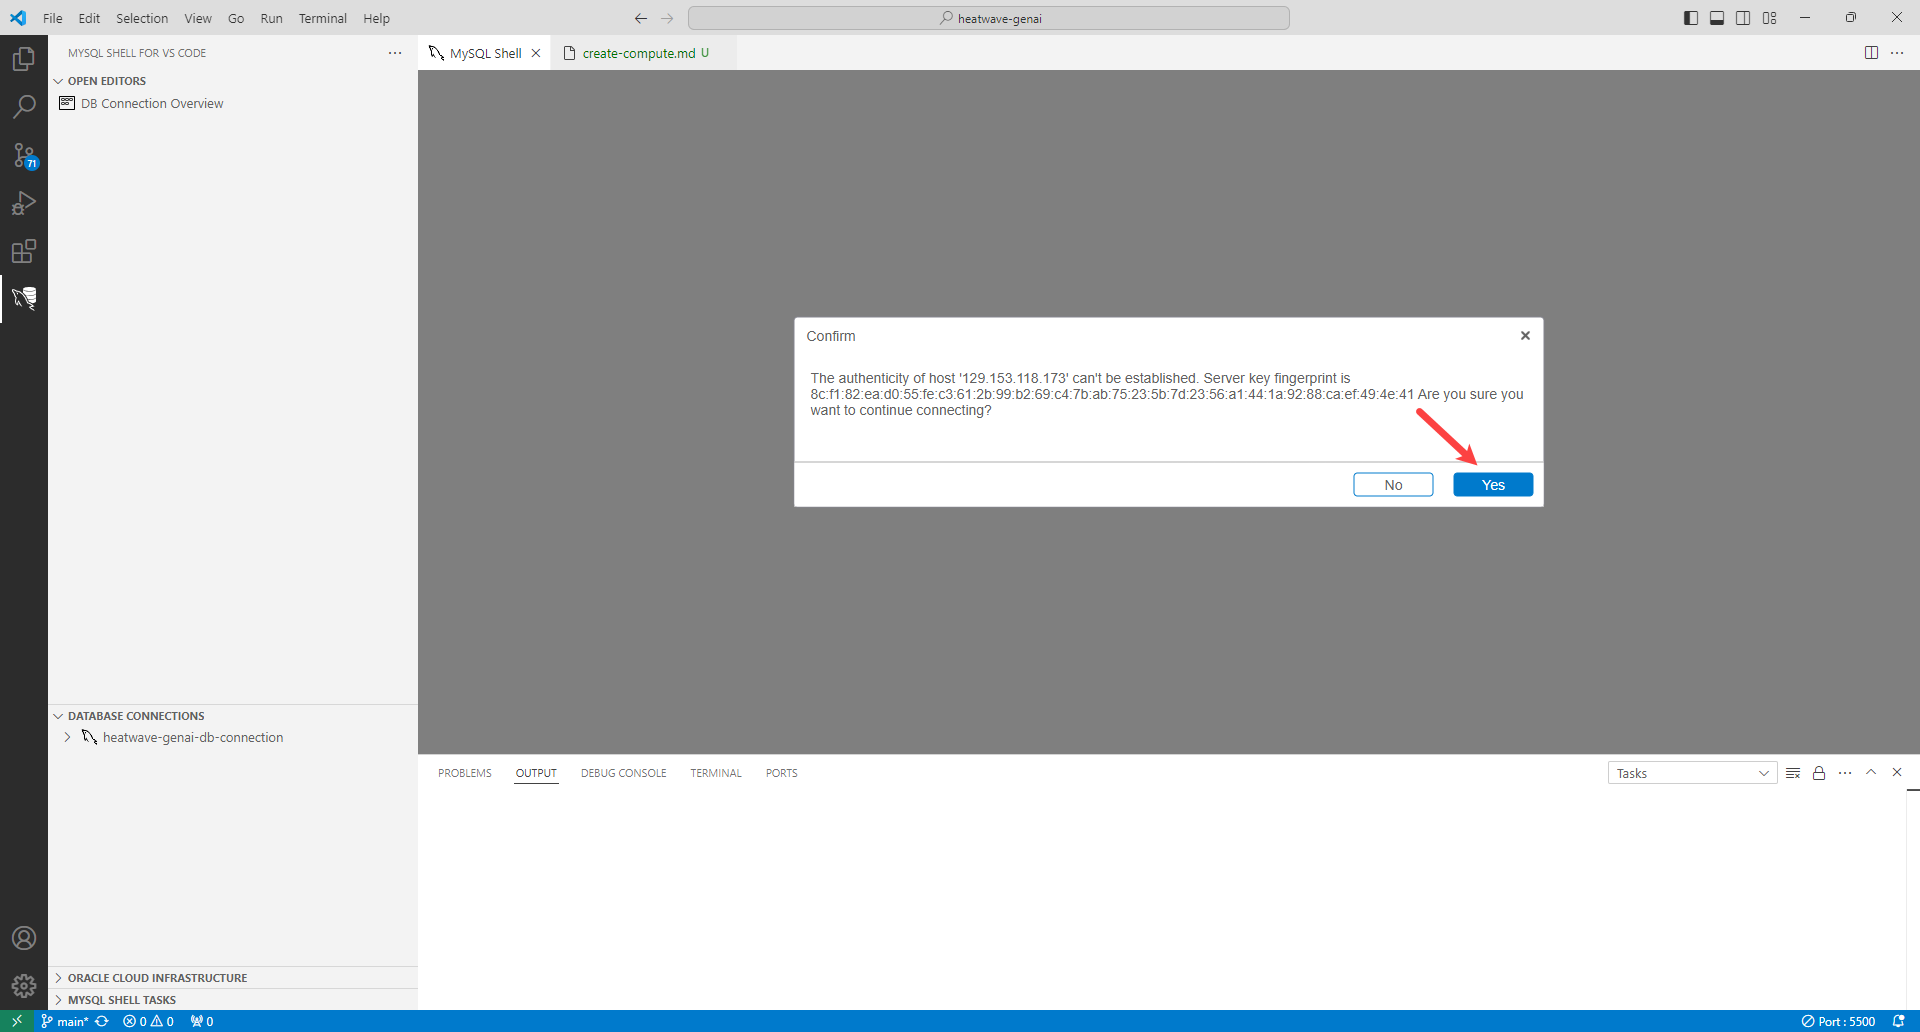 File Edit Selection View Go Run Terminal Help
heatwave-genai
MYSQL SHELL FOR VS CODE
MySQL Shell
create-compute.md U
OPEN EDITORS
DB Connection Overview
71
Confirm
The authenticity of host '129.153.118.173' can't be established. Server key fingerprint is
8c:f1:82:ea:d0:55:fe:c3:61:2b:99:b2:69:c4:7b:ab:75:23:5b:7d:23:56:a1:44:1a:92:88:ca:ef:49:4e:41 Are you sure you
want to continue connecting?
No
Yes
DATABASE CONNECTIONS
heatwave-genai-db-connection
PROBLEMS OUTPUT DEBUG CONSOLE TERMINAL PORTS
Tasks
ORACLE CLOUD INFRASTRUCTURE
MYSQL SHELL TASKS
main* 0 0 0
Port : 5500